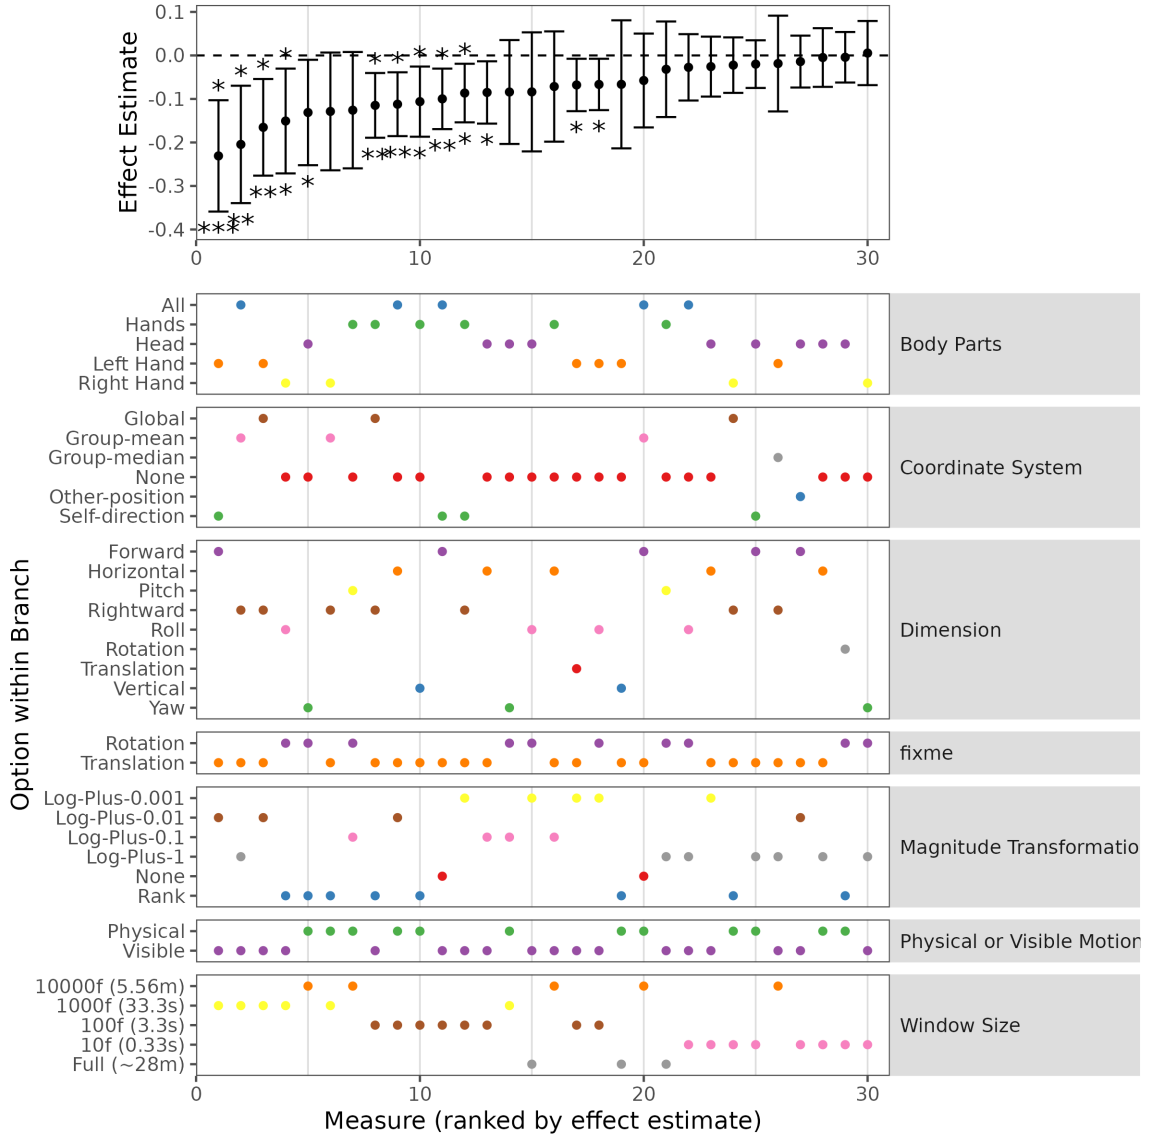 0.1
0.0
-0.1
-0.2
-0.3
-0.4
Effect Estimate
* * * * * * * * *
*** ** ** * * ** ** * ** * * * *
0 10 20 30
Option within Branch
All
Hands
Head
Left Hand
Right Hand
Body Parts
Global
Group-mean
Group-median
None
Other-position
Self-direction
Coordinate System
Forward
Horizontal
Pitch
Rightward
Roll
Rotation
Translation
Vertical
Yaw
Dimension
Rotation
Translation
fixme
Log-Plus-0.001
Log-Plus-0.01
Log-Plus-0.1
Log-Plus-1
None
Rank
Magnitude Transformatio
Physical
Visible
Physical or Visible Motion
10000f (5.56m)
1000f (33.3s)
100f (3.3s)
10f (0.33s)
Full (~28m)
Window Size
0 10 20 30
Measure (ranked by effect estimate)